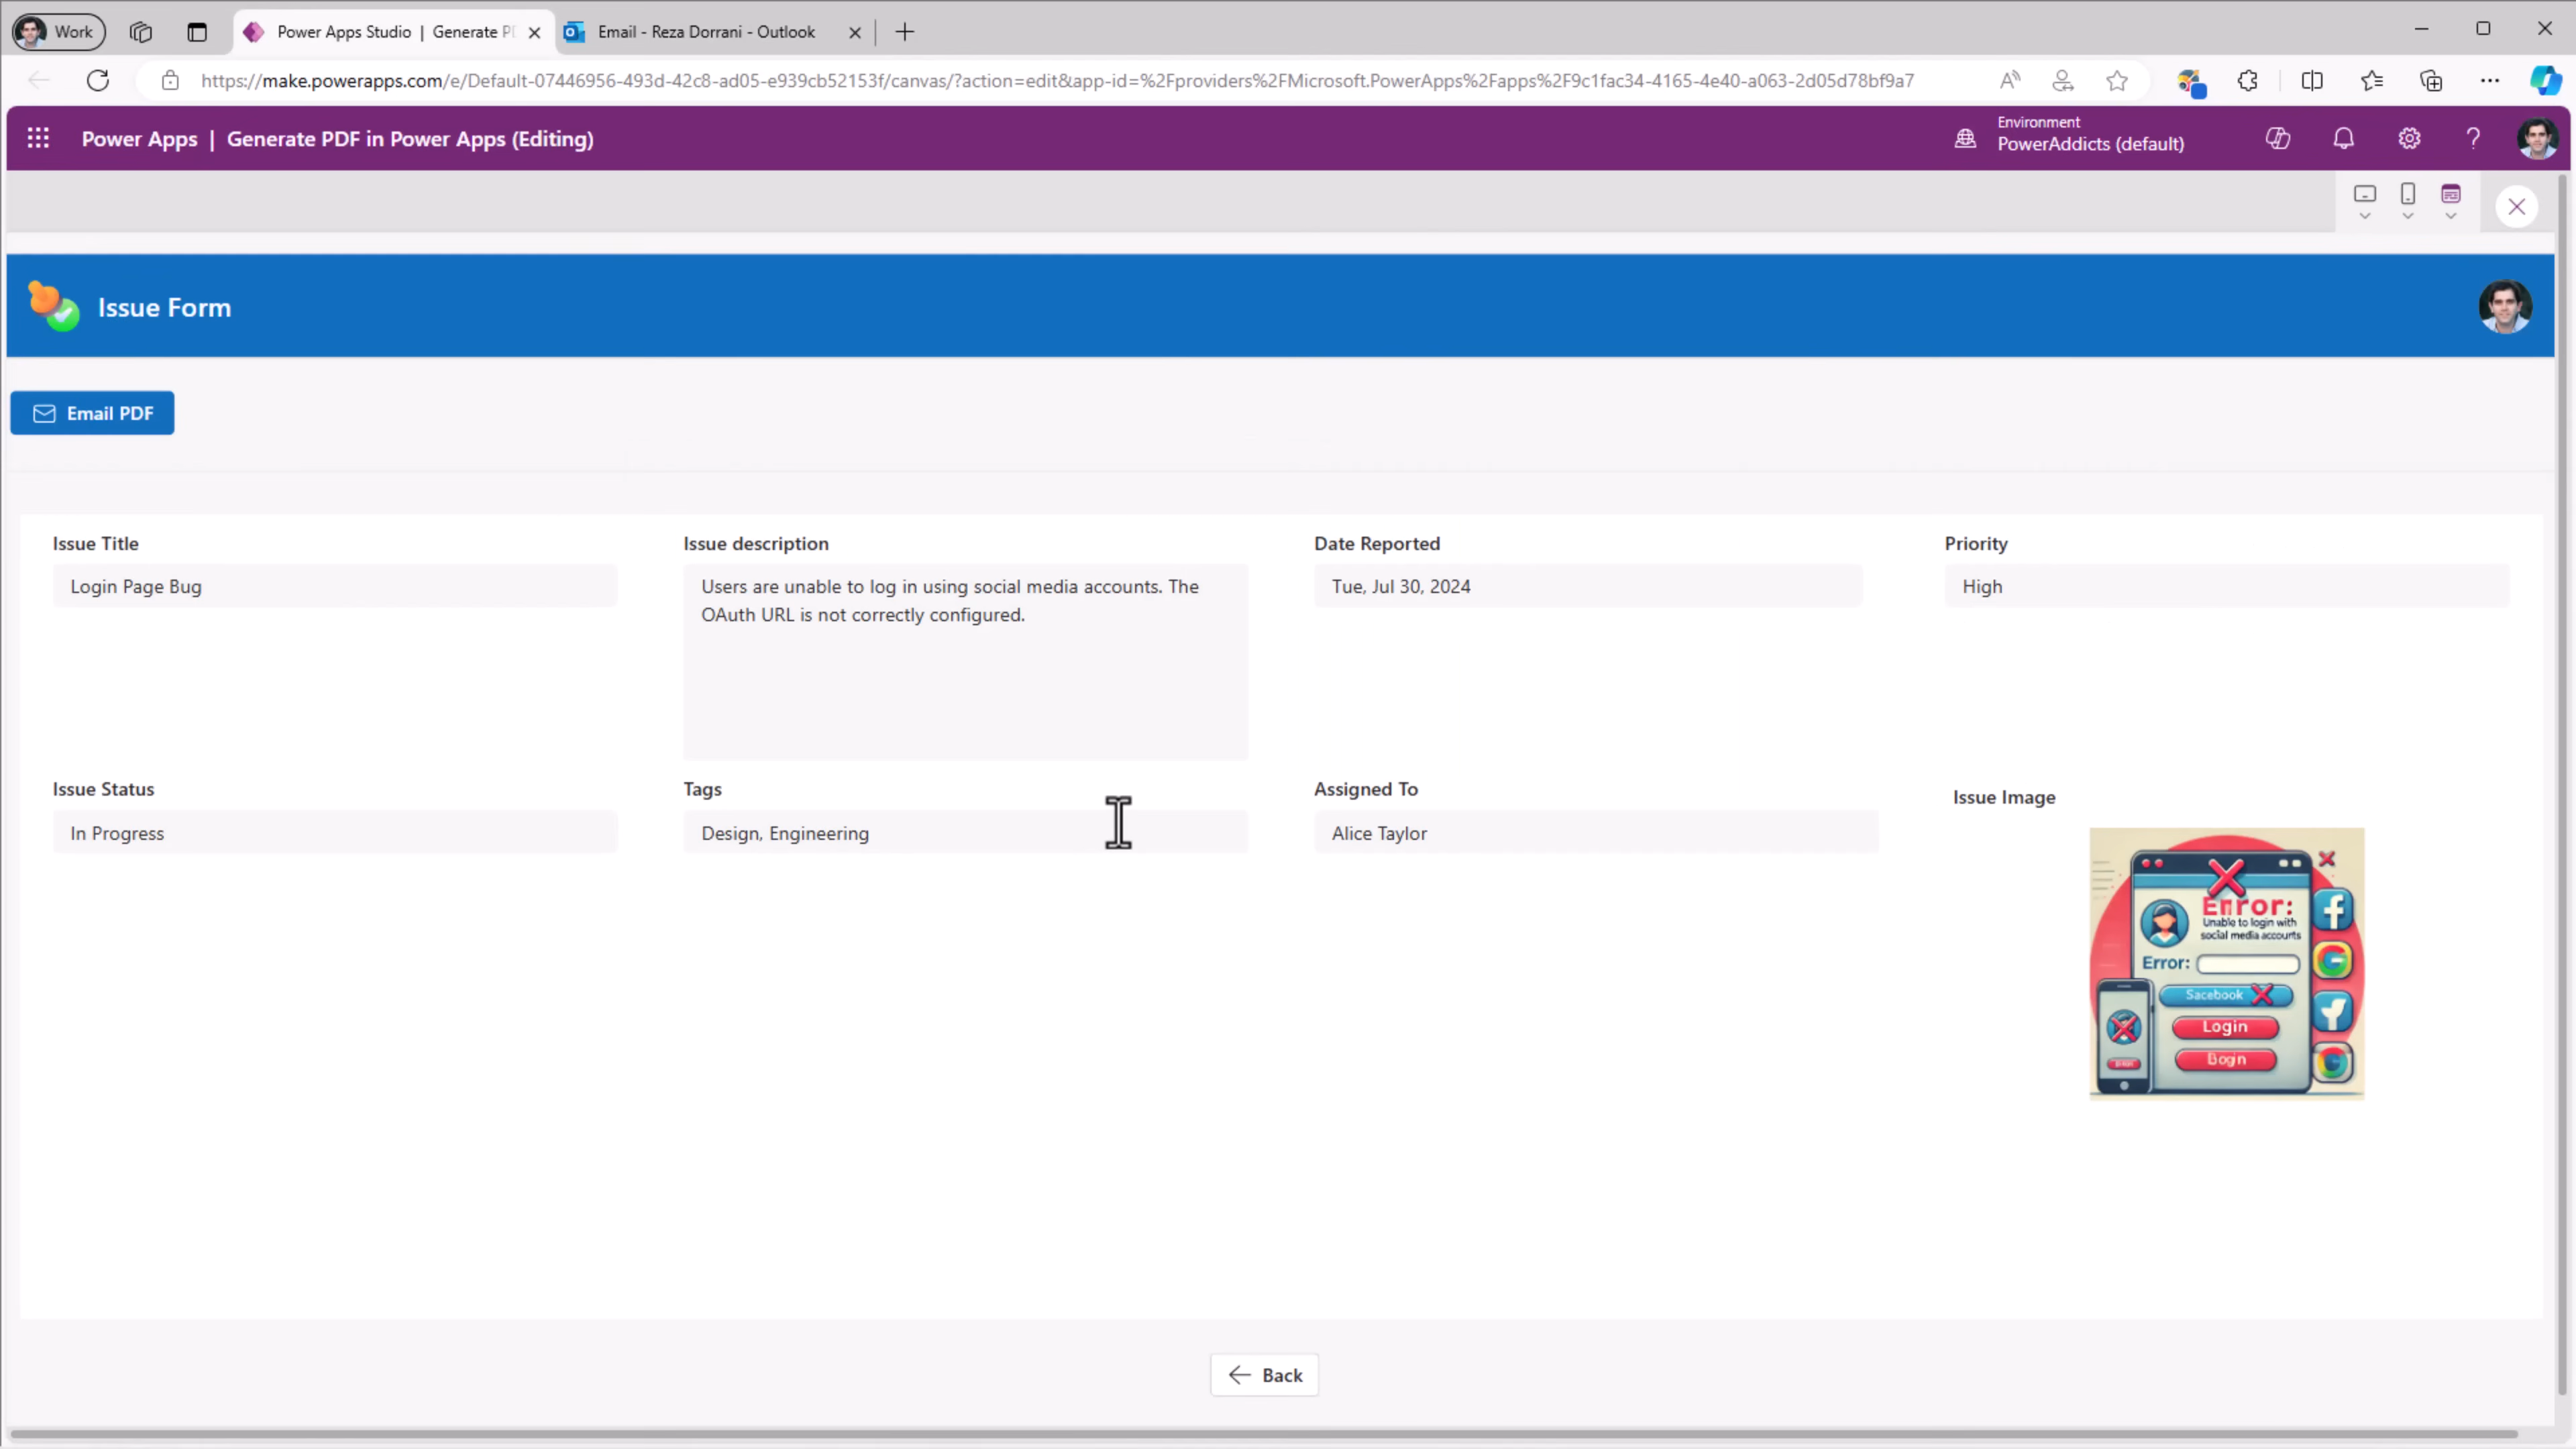 Work
Power Apps Studio | Generate P
Email - Reza Dorrani - Outlook
https://make.powerapps.com/e/Default-07446956-493d-42c8-ad05-e939cb52153f/canvas/?action=edit&app-id=%2Fproviders%2FMicrosoft.PowerApps%2Fapps%2F9c1fac34-4165-4e40-a063-2d05d78bf9a7
Power Apps | Generate PDF in Power Apps (Editing)
Environment
PowerAddicts (default)
Issue Form
Email PDF
Issue Title
Login Page Bug
Issue description
Users are unable to log in using social media accounts. The
OAuth URL is not correctly configured.
Date Reported
Tue, Jul 30, 2024
Priority
High
Issue Status
In Progress
Tags
Design, Engineering
Assigned To
Alice Taylor
Issue Image
Error:
Unable to login with
social media accounts
Error:
Sacebook
Login
Bogin
Back